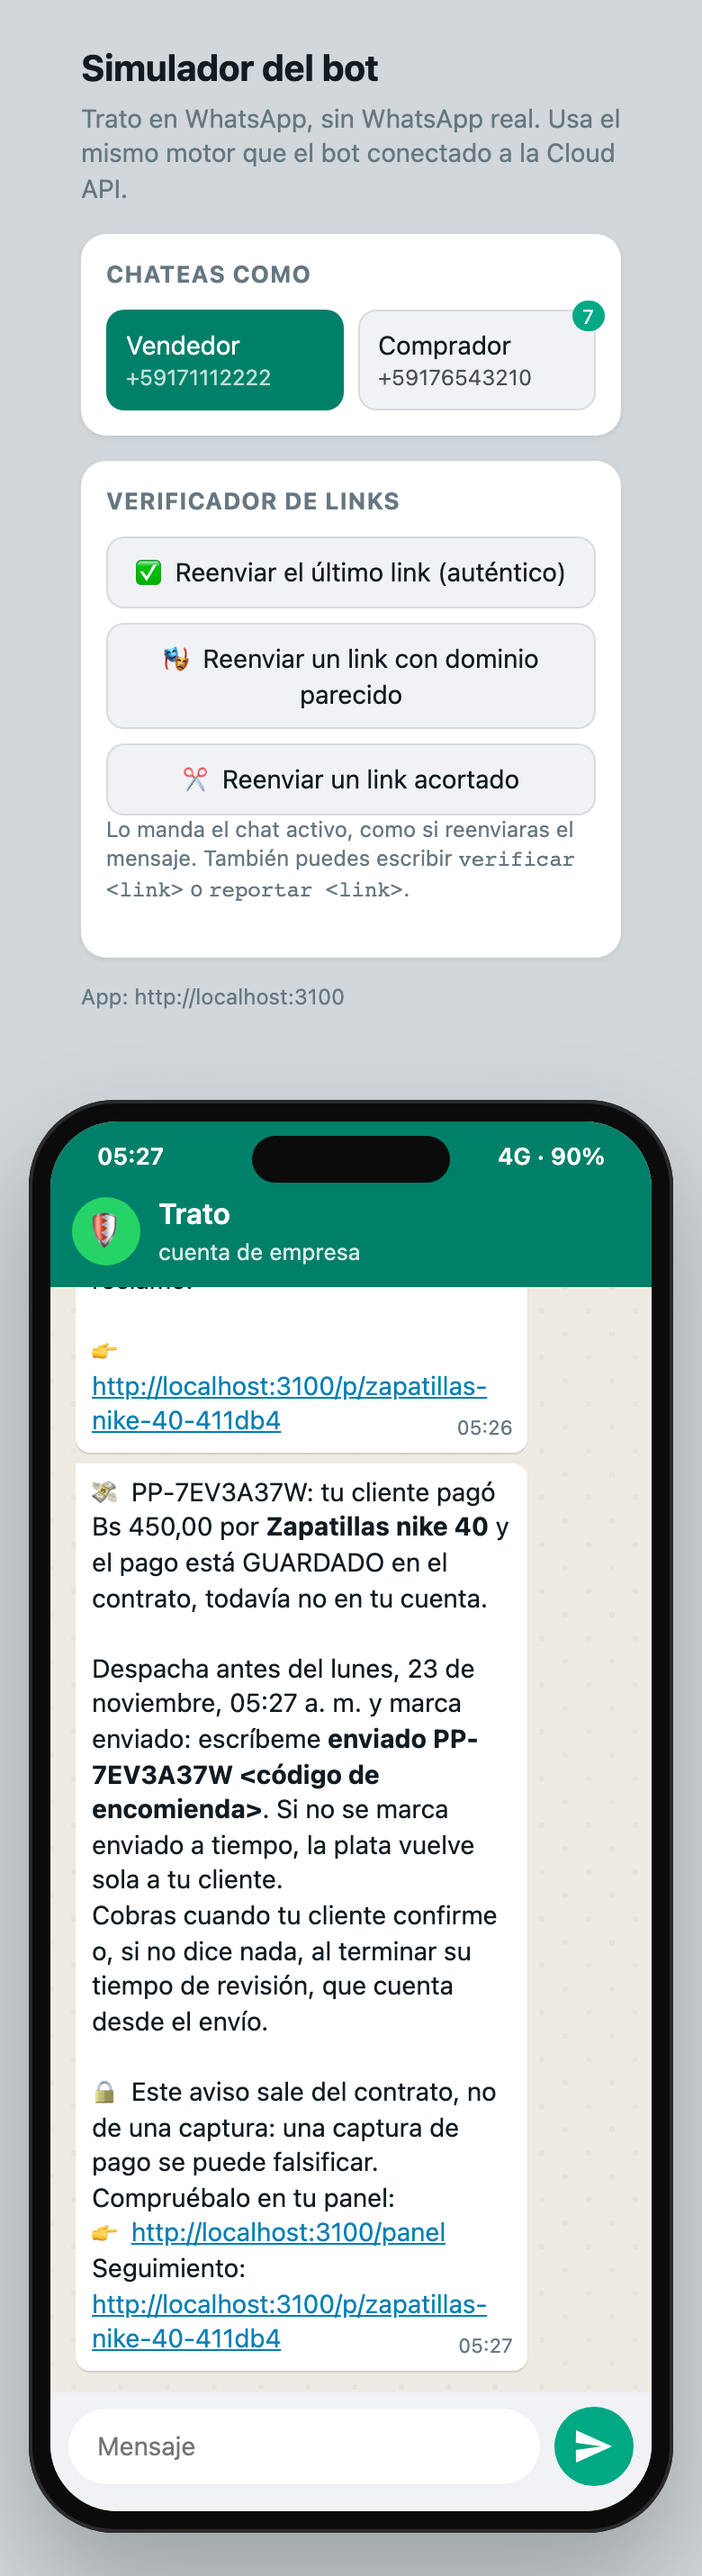 Simulador del bot
Trato en WhatsApp, sin WhatsApp real. Usa el
mismo motor que el bot conectado a la Cloud
API.
CHATEAS COMO
Vendedor
+59171112222
Comprador
+59176543210
7
VERIFICADOR DE LINKS
✅ Reenviar el último link (auténtico)
🎭 Reenviar un link con dominio
parecido
✂️ Reenviar un link acortado
Lo manda el chat activo, como si reenviaras el
mensaje. También puedes escribir verificar
<link> o reportar <link>.
App: http://localhost:3100
05:27
4G · 90%
Trato
cuenta de empresa
👉
http://localhost:3100/p/zapatillas-
nike-40-411db4
05:26
💸 PP-7EV3A37W: tu cliente pagó
Bs 450,00 por Zapatillas nike 40 y
el pago está GUARDADO en el
contrato, todavía no en tu cuenta.
Despacha antes del lunes, 23 de
noviembre, 05:27 a. m. y marca
enviado: escríbeme enviado PP-
7EV3A37W <código de
encomienda>. Si no se marca
enviado a tiempo, la plata vuelve
sola a tu cliente.
Cobras cuando tu cliente confirme
o, si no dice nada, al terminar su
tiempo de revisión, que cuenta
desde el envío.
🔒 Este aviso sale del contrato, no
de una captura: una captura de
pago se puede falsificar.
Compruébalo en tu panel:
👉 http://localhost:3100/panel
Seguimiento:
http://localhost:3100/p/zapatillas-
nike-40-411db4
05:27
Mensaje